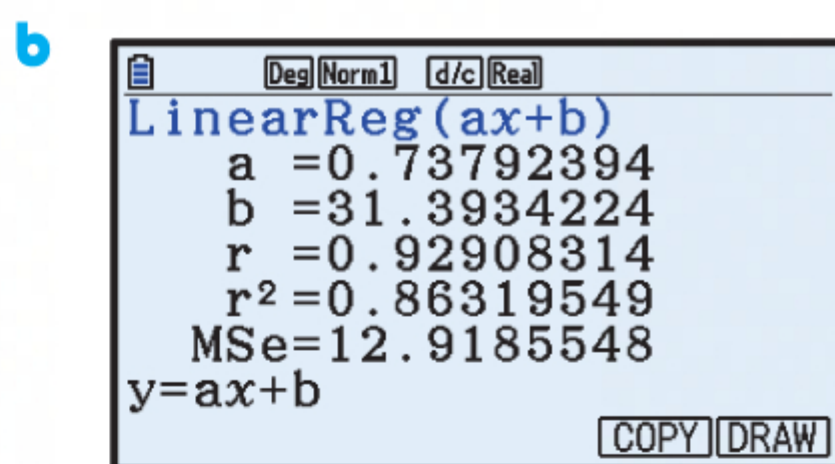 b
Deg Norm1 d/c Real
LinearReg(ax+b)
a =0.73792394
b =31.3934224
r =0.92908314
r²=0.86319549
MSe=12.9185548
y=ax+b
COPY DRAW